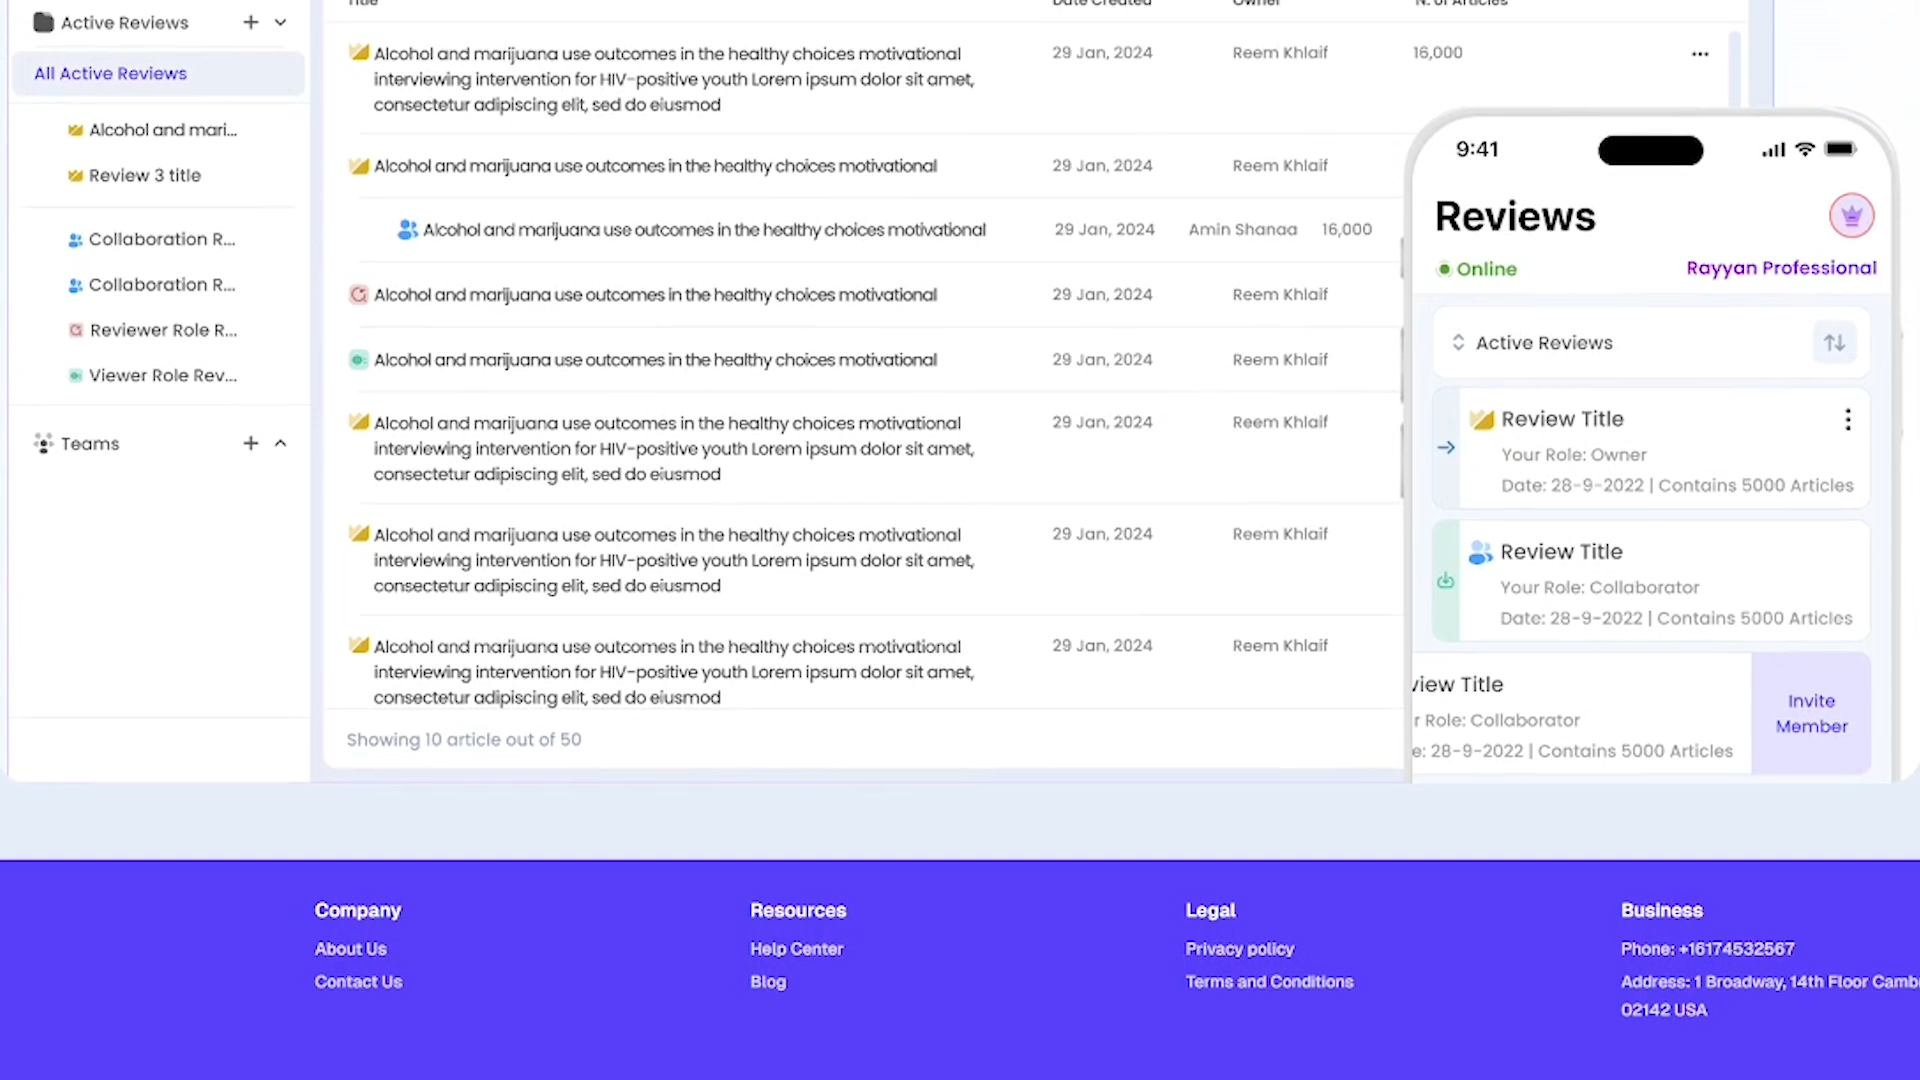 Title Date Created Owner N. of Articles
Active Reviews
All Active Reviews
Alcohol and mari...
Review 3 title
Collaboration R...
Collaboration R...
Reviewer Role R...
Viewer Role Rev...
Teams
Alcohol and marijuana use outcomes in the healthy choices motivational 29 Jan, 2024 Reem Khlaif 16,000
interviewing intervention for HIV-positive youth Lorem ipsum dolor sit amet,
consectetur adipiscing elit, sed do eiusmod
Alcohol and marijuana use outcomes in the healthy choices motivational 29 Jan, 2024 Reem Khlaif
Alcohol and marijuana use outcomes in the healthy choices motivational 29 Jan, 2024 Amin Shanaa 16,000
Alcohol and marijuana use outcomes in the healthy choices motivational 29 Jan, 2024 Reem Khlaif
Alcohol and marijuana use outcomes in the healthy choices motivational 29 Jan, 2024 Reem Khlaif
Alcohol and marijuana use outcomes in the healthy choices motivational 29 Jan, 2024 Reem Khlaif
interviewing intervention for HIV-positive youth Lorem ipsum dolor sit amet,
consectetur adipiscing elit, sed do eiusmod
Alcohol and marijuana use outcomes in the healthy choices motivational 29 Jan, 2024 Reem Khlaif
interviewing intervention for HIV-positive youth Lorem ipsum dolor sit amet,
consectetur adipiscing elit, sed do eiusmod
Alcohol and marijuana use outcomes in the healthy choices motivational 29 Jan, 2024 Reem Khlaif
interviewing intervention for HIV-positive youth Lorem ipsum dolor sit amet,
consectetur adipiscing elit, sed do eiusmod
Showing 10 article out of 50
9:41
Reviews
Online Rayyan Professional
Active Reviews
Review Title
Your Role: Owner
Date: 28-9-2022 | Contains 5000 Articles
Review Title
Your Role: Collaborator
Date: 28-9-2022 | Contains 5000 Articles
view Title
r Role: Collaborator
e: 28-9-2022 | Contains 5000 Articles
Invite
Member
Company
About Us
Contact Us
Resources
Help Center
Blog
Legal
Privacy policy
Terms and Conditions
Business
Phone: +16174532567
Address: 1 Broadway, 14th Floor Camb
02142 USA